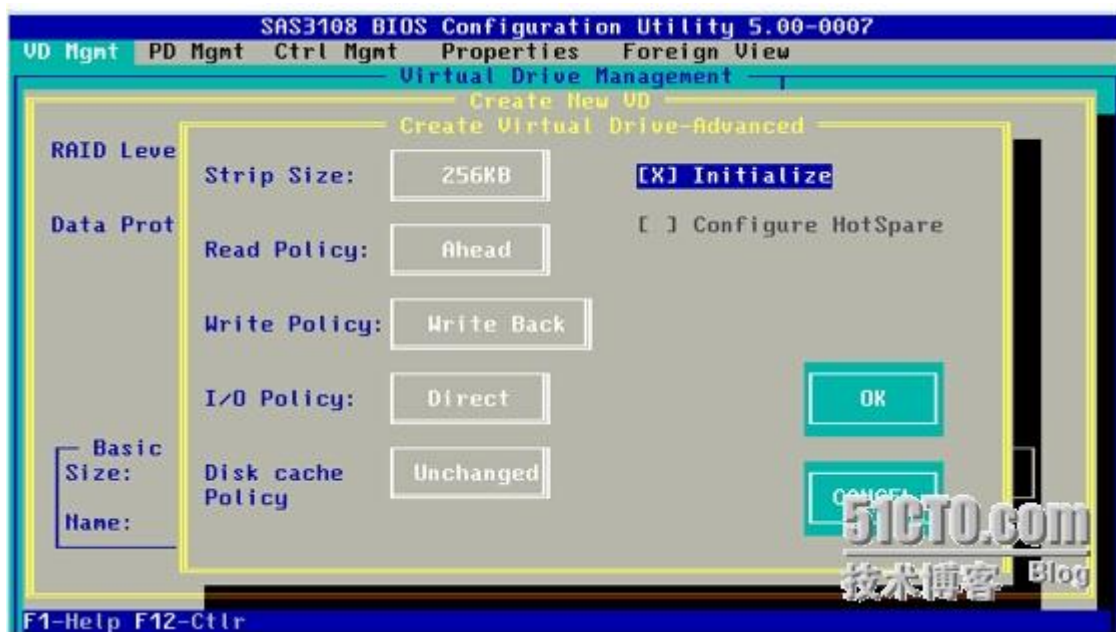 SAS3108 BIOS Configuration Utility 5.00-0007
VD Mgmt PD Mgmt Ctrl Mgmt Properties Foreign View
Virtual Drive Management
Create New VD
Create Virtual Drive-Advanced
RAID Leve
Strip Size: 256KB [X] Initialize
Data Prot
[ ] Configure HotSpare
Read Policy: Ahead
Write Policy: Write Back
I/O Policy: Direct OK
Basic
Size:
Disk cache Unchanged
Policy
CANCEL
Name:
51CTO.com
技术博客 Blog
F1-Help F12-Ctlr